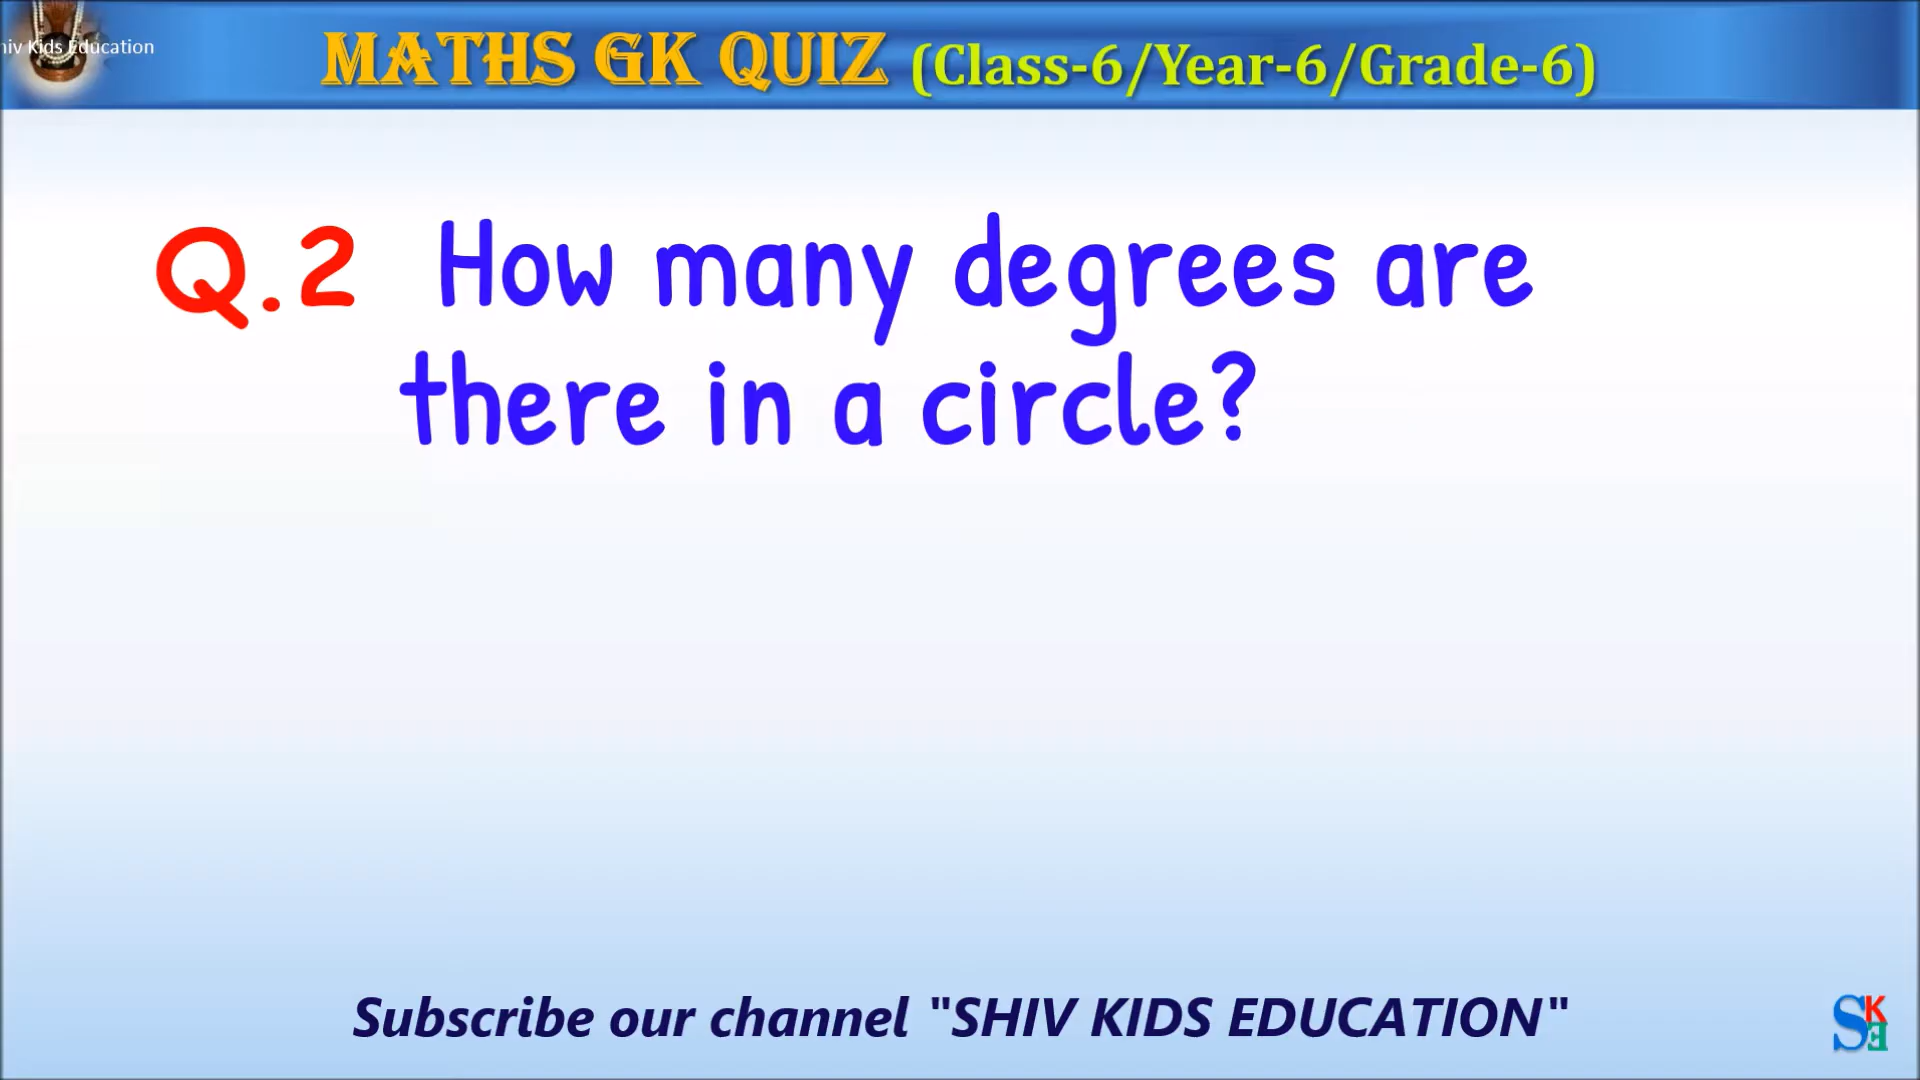 hiv Kids Education
MATHS GK QUIZ (Class-6/Year-6/Grade-6)
Q.2 How many degrees are
there in a circle?
Subscribe our channel "SHIV KIDS EDUCATION"
SKE